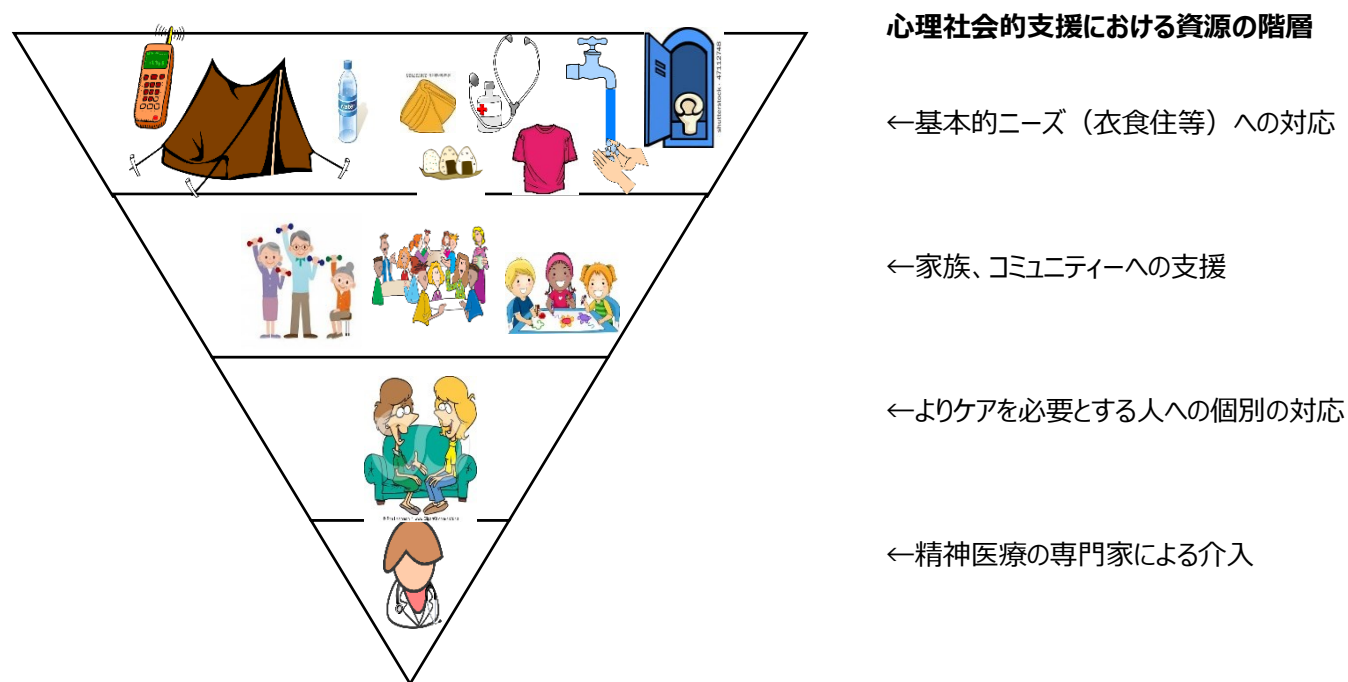 心理社会的支援における資源の階層
←基本的ニーズ（衣食住等）への対応
←家族、コミュニティーへの支援
←よりケアを必要とする人への個別の対応
←精神医療の専門家による介入
shutterstock · 47112748